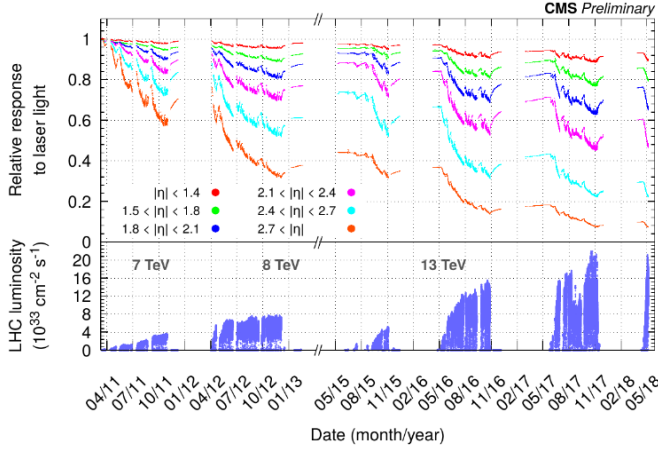 CMS Preliminary
Relative response
to laser light
1
0.8
0.6
0.4
0.2
0
|η| < 1.4
1.5 < |η| < 1.8
1.8 < |η| < 2.1
2.1 < |η| < 2.4
2.4 < |η| < 2.7
2.7 < |η|
//
LHC luminosity
(10³³ cm⁻² s⁻¹)
20
16
12
8
4
0
7 TeV
8 TeV
13 TeV
//
04/11
07/11
10/11
01/12
04/12
07/12
10/12
01/13
05/15
08/15
11/15
02/16
05/16
08/16
11/16
02/17
05/17
08/17
11/17
02/18
05/18
Date (month/year)